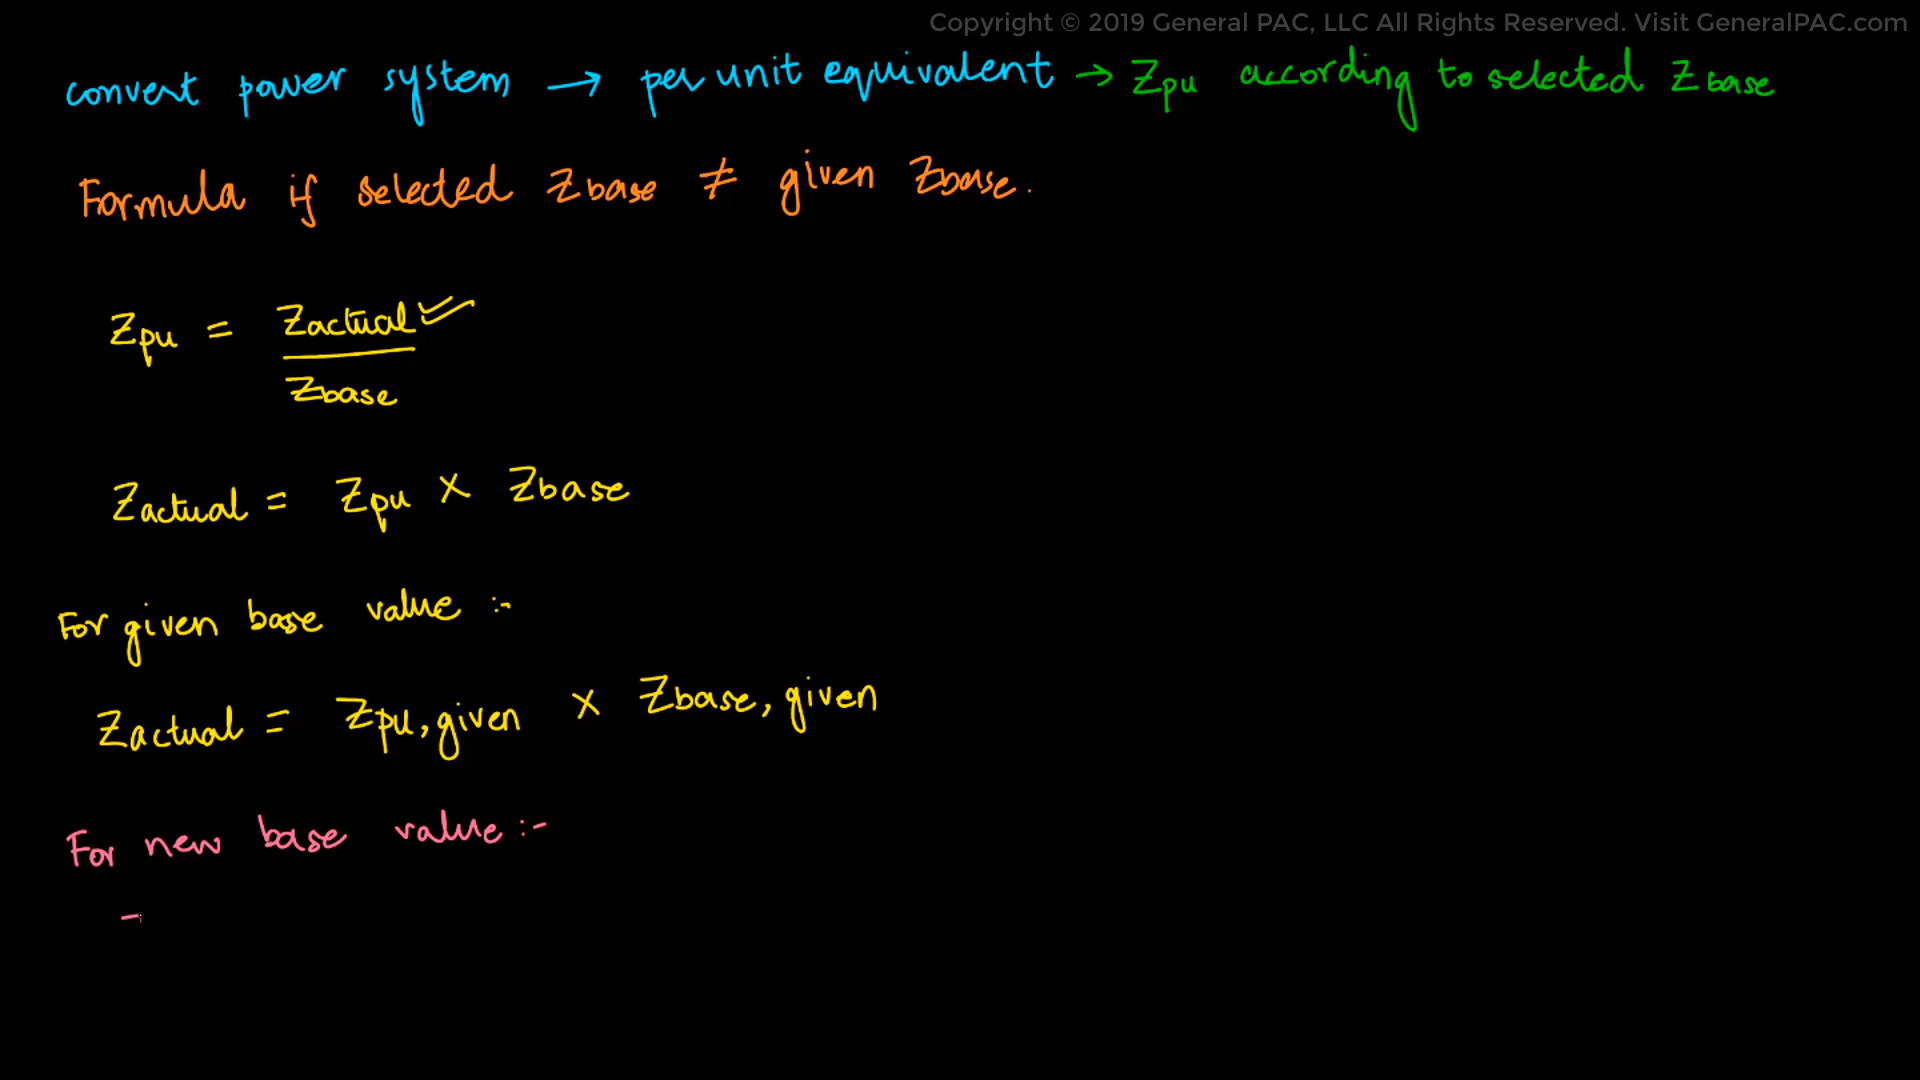 Copyright © 2019 General PAC, LLC All Rights Reserved. Visit GeneralPAC.com
convert power system → per unit equivalent → Zpu according to selected Zbase
Formula if selected Zbase ≠ given Zbase.
Zpu = Zactual
Zbase
Zactual = Zpu × Zbase
For given base value :-
Zactual = Zpu, given × Zbase, given
For new base value :-